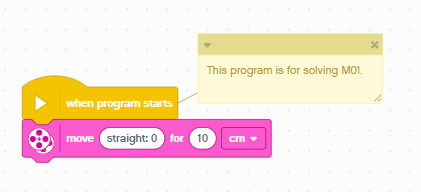 This program is for solving M01.
when program starts
move straight: 0 for 10 cm